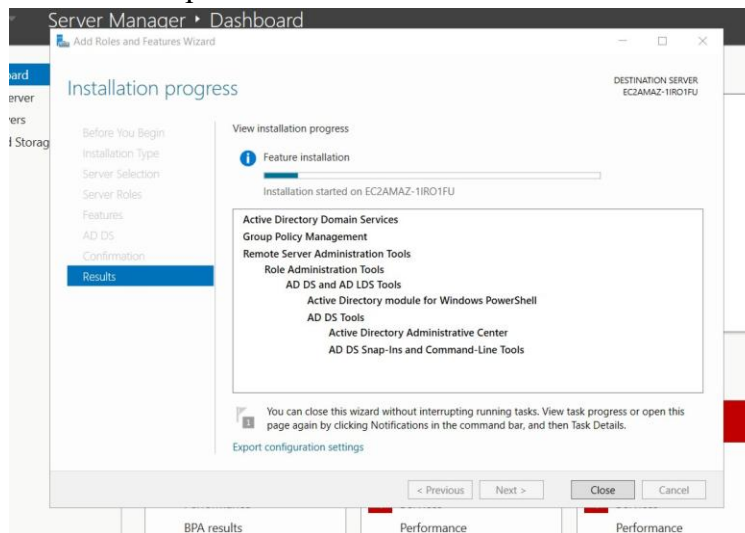 Server Manager ‣ Dashboard
Add Roles and Features Wizard
Installation progress
DESTINATION SERVER
EC2AMAZ-1IRO1FU
Before You Begin
Installation Type
Server Selection
Server Roles
Features
AD DS
Confirmation
Results
View installation progress
Feature installation
Installation started on EC2AMAZ-1IRO1FU
Active Directory Domain Services
Group Policy Management
Remote Server Administration Tools
Role Administration Tools
AD DS and AD LDS Tools
Active Directory module for Windows PowerShell
AD DS Tools
Active Directory Administrative Center
AD DS Snap-Ins and Command-Line Tools
1
You can close this wizard without interrupting running tasks. View task progress or open this
page again by clicking Notifications in the command bar, and then Task Details.
Export configuration settings
< Previous
Next >
Close
Cancel
BPA results
Performance
Performance